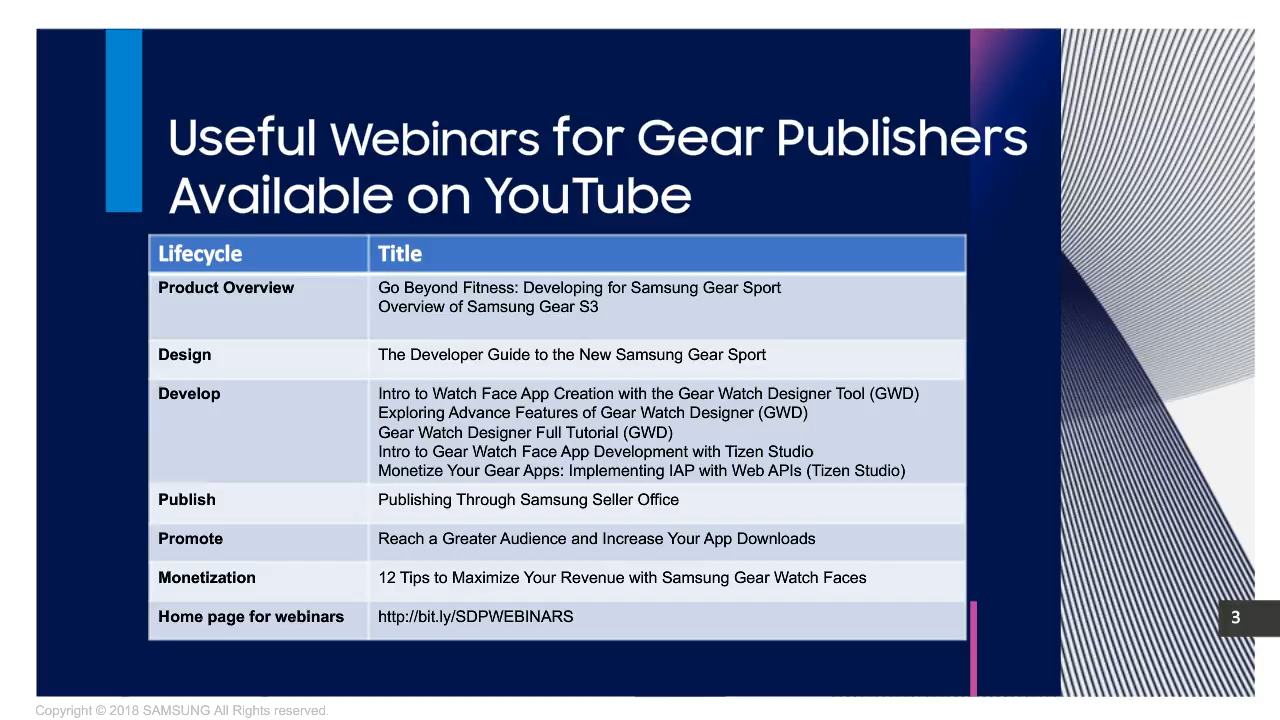 Useful Webinars for Gear Publishers
Available on YouTube
Lifecycle Title
Product Overview Go Beyond Fitness: Developing for Samsung Gear Sport
Overview of Samsung Gear S3
Design The Developer Guide to the New Samsung Gear Sport
Develop Intro to Watch Face App Creation with the Gear Watch Designer Tool (GWD)
Exploring Advance Features of Gear Watch Designer (GWD)
Gear Watch Designer Full Tutorial (GWD)
Intro to Gear Watch Face App Development with Tizen Studio
Monetize Your Gear Apps: Implementing IAP with Web APIs (Tizen Studio)
Publish Publishing Through Samsung Seller Office
Promote Reach a Greater Audience and Increase Your App Downloads
Monetization 12 Tips to Maximize Your Revenue with Samsung Gear Watch Faces
Home page for webinars http://bit.ly/SDPWEBINARS
3
Copyright © 2018 SAMSUNG All Rights reserved.